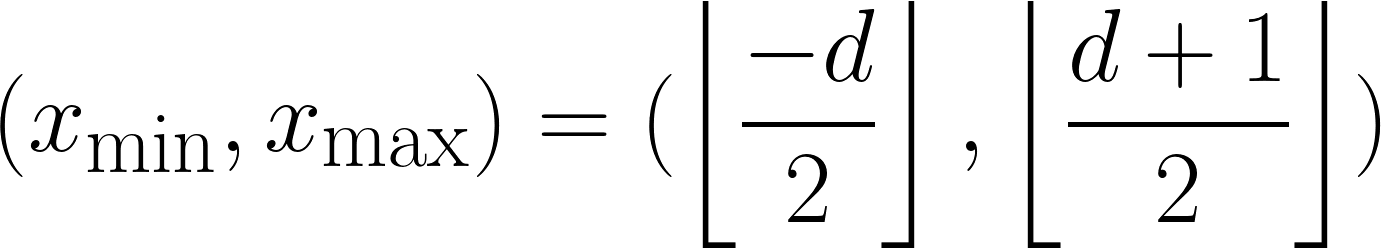 (x_min, x_max) = (⌊(−d)/2⌋, ⌊(d + 1)/2⌋)